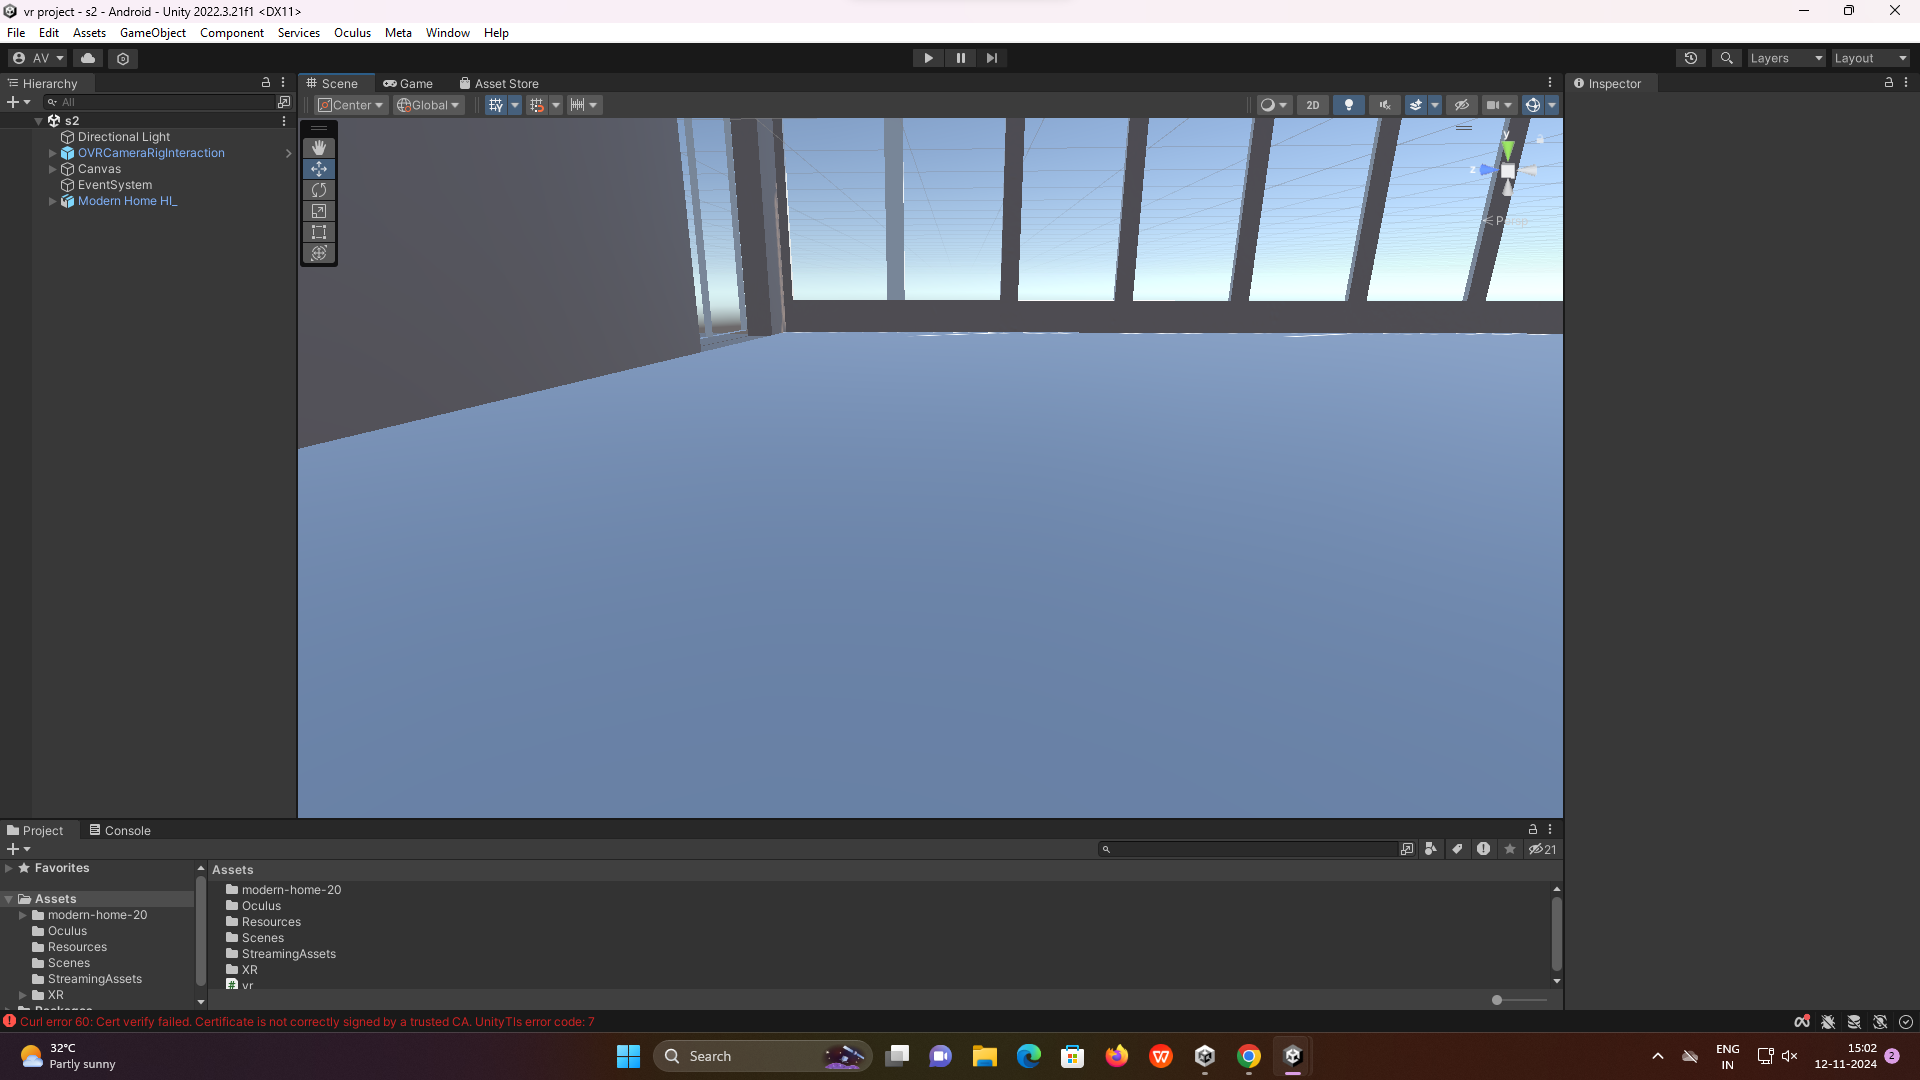 vr project - s2 - Android - Unity 2022.3.21f1 <DX11>
File Edit Assets GameObject Component Services Oculus Meta Window Help
AV
Layers Layout
Hierarchy
All
s2
Directional Light
OVRCameraRigInteraction
Canvas
EventSystem
Modern Home HI_
Scene Game Asset Store
Center Global
2D
y
z
Persp
Inspector
Project Console
21
Favorites
Assets
modern-home-20
Oculus
Resources
Scenes
StreamingAssets
XR
Packages
Assets
modern-home-20
Oculus
Resources
Scenes
StreamingAssets
XR
vr
Curl error 60: Cert verify failed. Certificate is not correctly signed by a trusted CA. UnityTls error code: 7
32°C
Partly sunny
Search
ENG
IN
15:02
12-11-2024
2